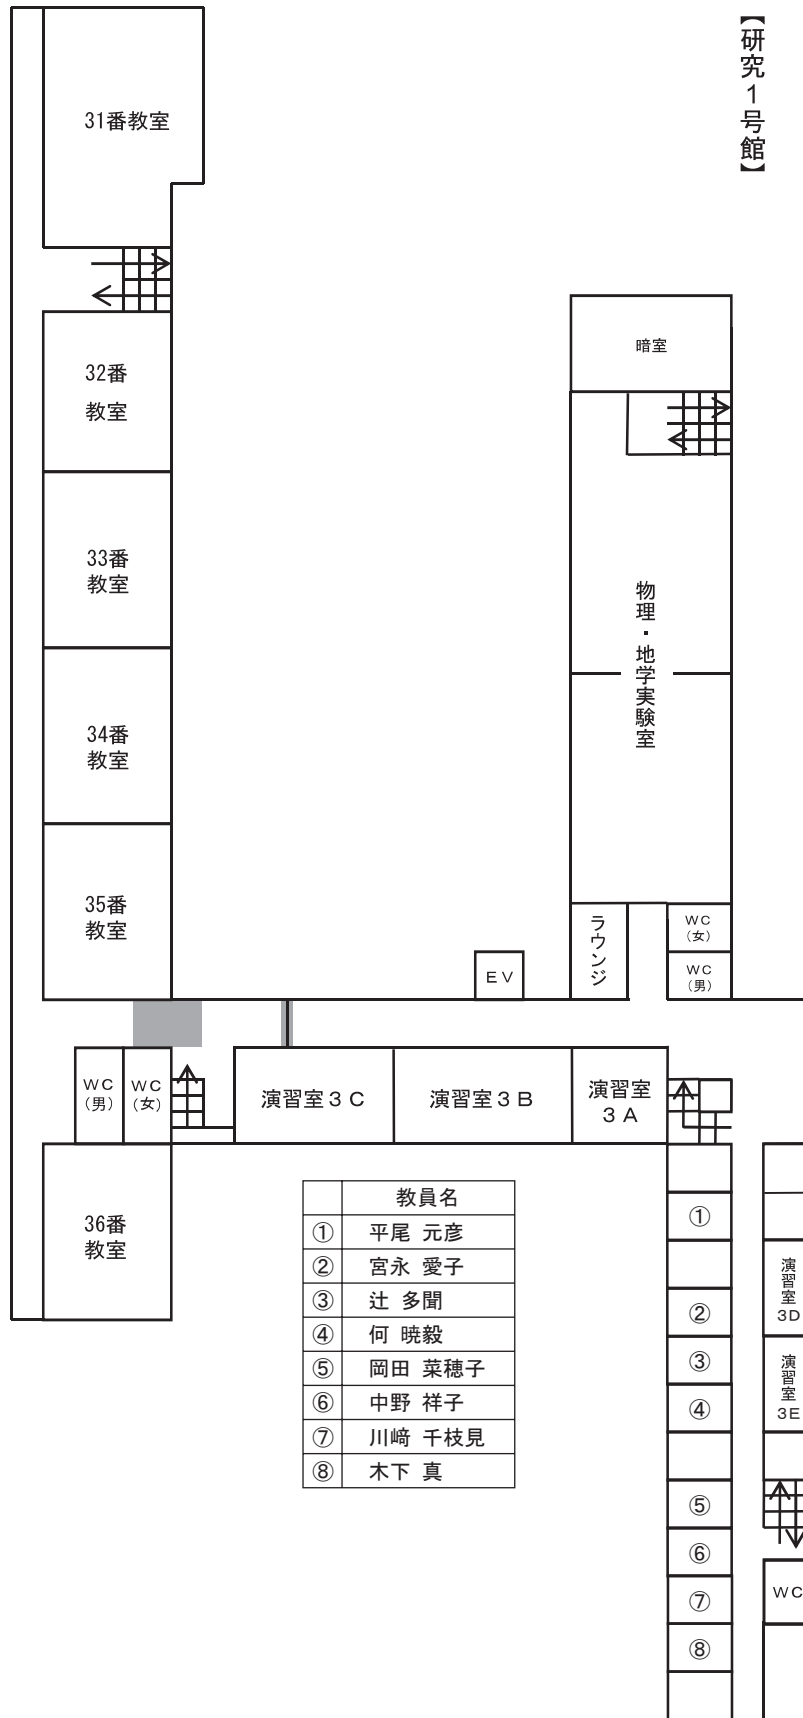 【研究１号館】
31番教室
32番
教室
暗室
33番
教室
物理・地学実験室
34番
教室
35番
教室
ラウンジ
WC
(女)
WC
(男)
EV
WC
(男)
WC
(女)
演習室３C
演習室３B
演習室
３A
36番
教室
教員名
① 平尾 元彦
② 宮永 愛子
③ 辻 多聞
④ 何 暁毅
⑤ 岡田 菜穂子
⑥ 中野 祥子
⑦ 川﨑 千枝見
⑧ 木下 真
①
②
③
④
⑤
⑥
⑦
⑧
演習室
3D
演習室
3E
WC